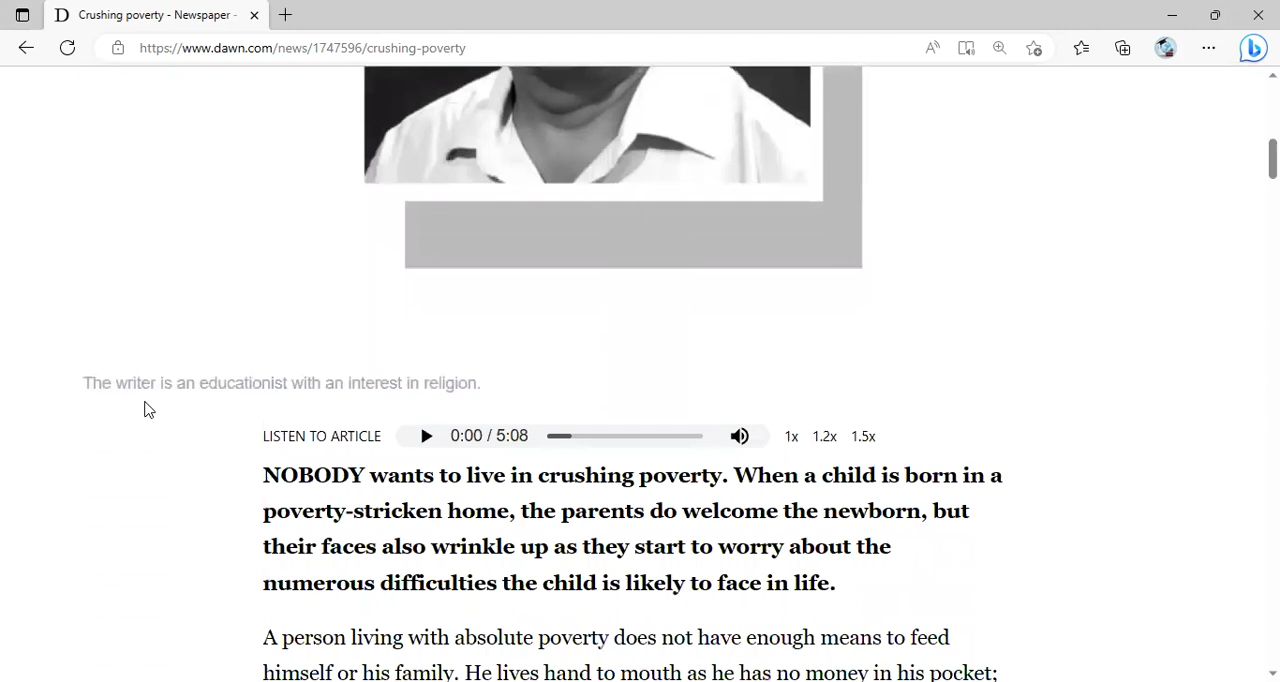 D Crushing poverty - Newspaper -
https://www.dawn.com/news/1747596/crushing-poverty
The writer is an educationist with an interest in religion.
LISTEN TO ARTICLE 0:00 / 5:08 1x 1.2x 1.5x
NOBODY wants to live in crushing poverty. When a child is born in a
poverty-stricken home, the parents do welcome the newborn, but
their faces also wrinkle up as they start to worry about the
numerous difficulties the child is likely to face in life.
A person living with absolute poverty does not have enough means to feed
himself or his family. He lives hand to mouth as he has no money in his pocket;